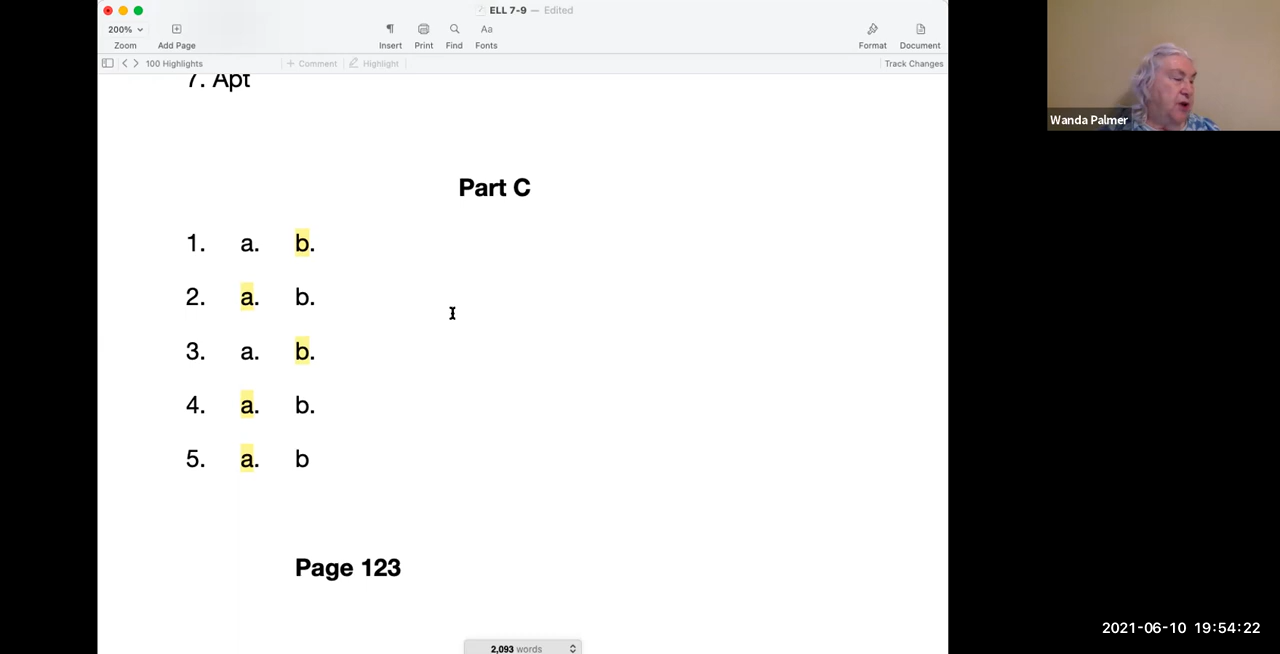 ELL 7-9 — Edited
200%
Zoom
Add Page
Insert
Print
Find
Aa
Fonts
Format
Document
100 Highlights
+ Comment
Highlight
Track Changes
7. Apt
Part C
1. a. b.
2. a. b.
3. a. b.
4. a. b.
5. a. b
Page 123
2,093 words
Wanda Palmer
2021-06-10 19:54:22